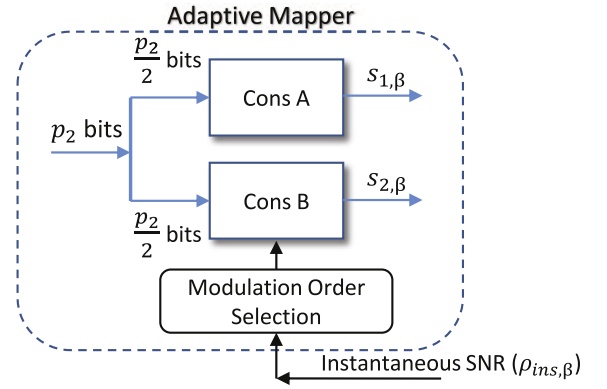 Adaptive Mapper
p₂/2 bits
Cons A
s₁,β
p₂ bits
Cons B
s₂,β
p₂/2 bits
Modulation Order
Selection
Instantaneous SNR (ρᵢₙₛ,β)